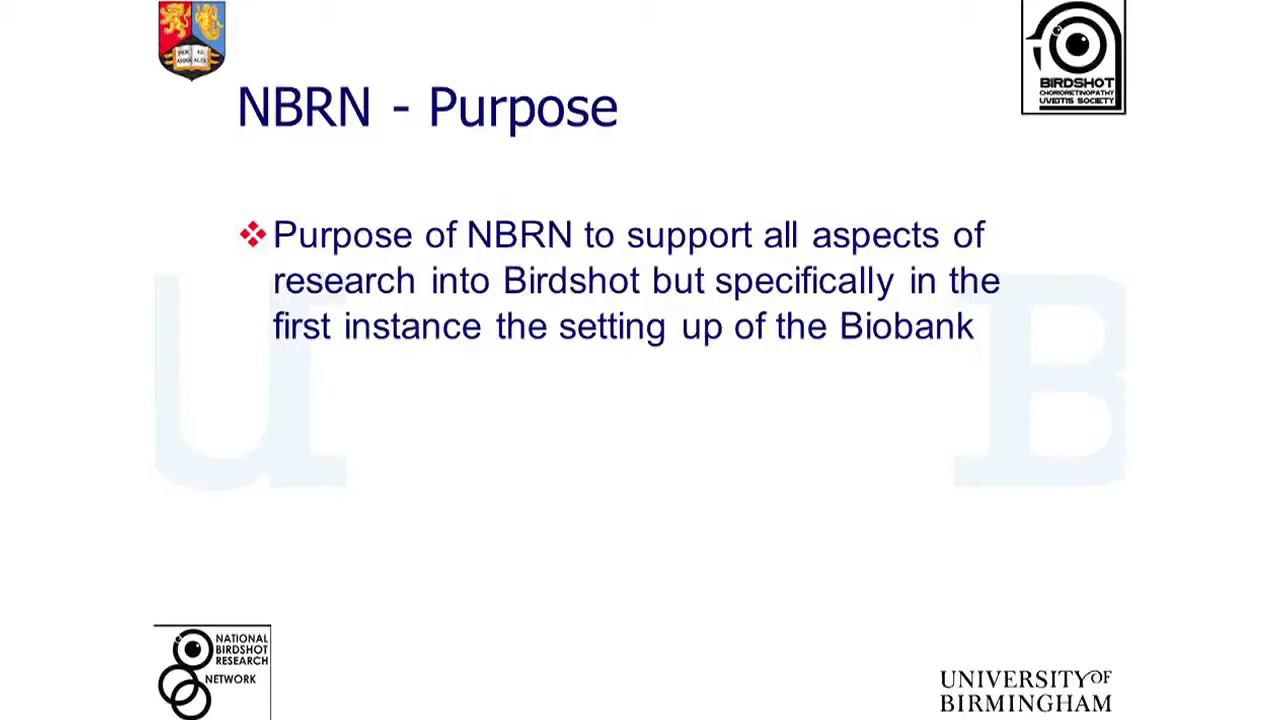 NBRN - Purpose
BIRDSHOT
CHORIORETINOPATHY
UVEITIS SOCIETY
Purpose of NBRN to support all aspects of
research into Birdshot but specifically in the
first instance the setting up of the Biobank
U
B
NATIONAL
BIRDSHOT
RESEARCH
NETWORK
UNIVERSITY OF
BIRMINGHAM